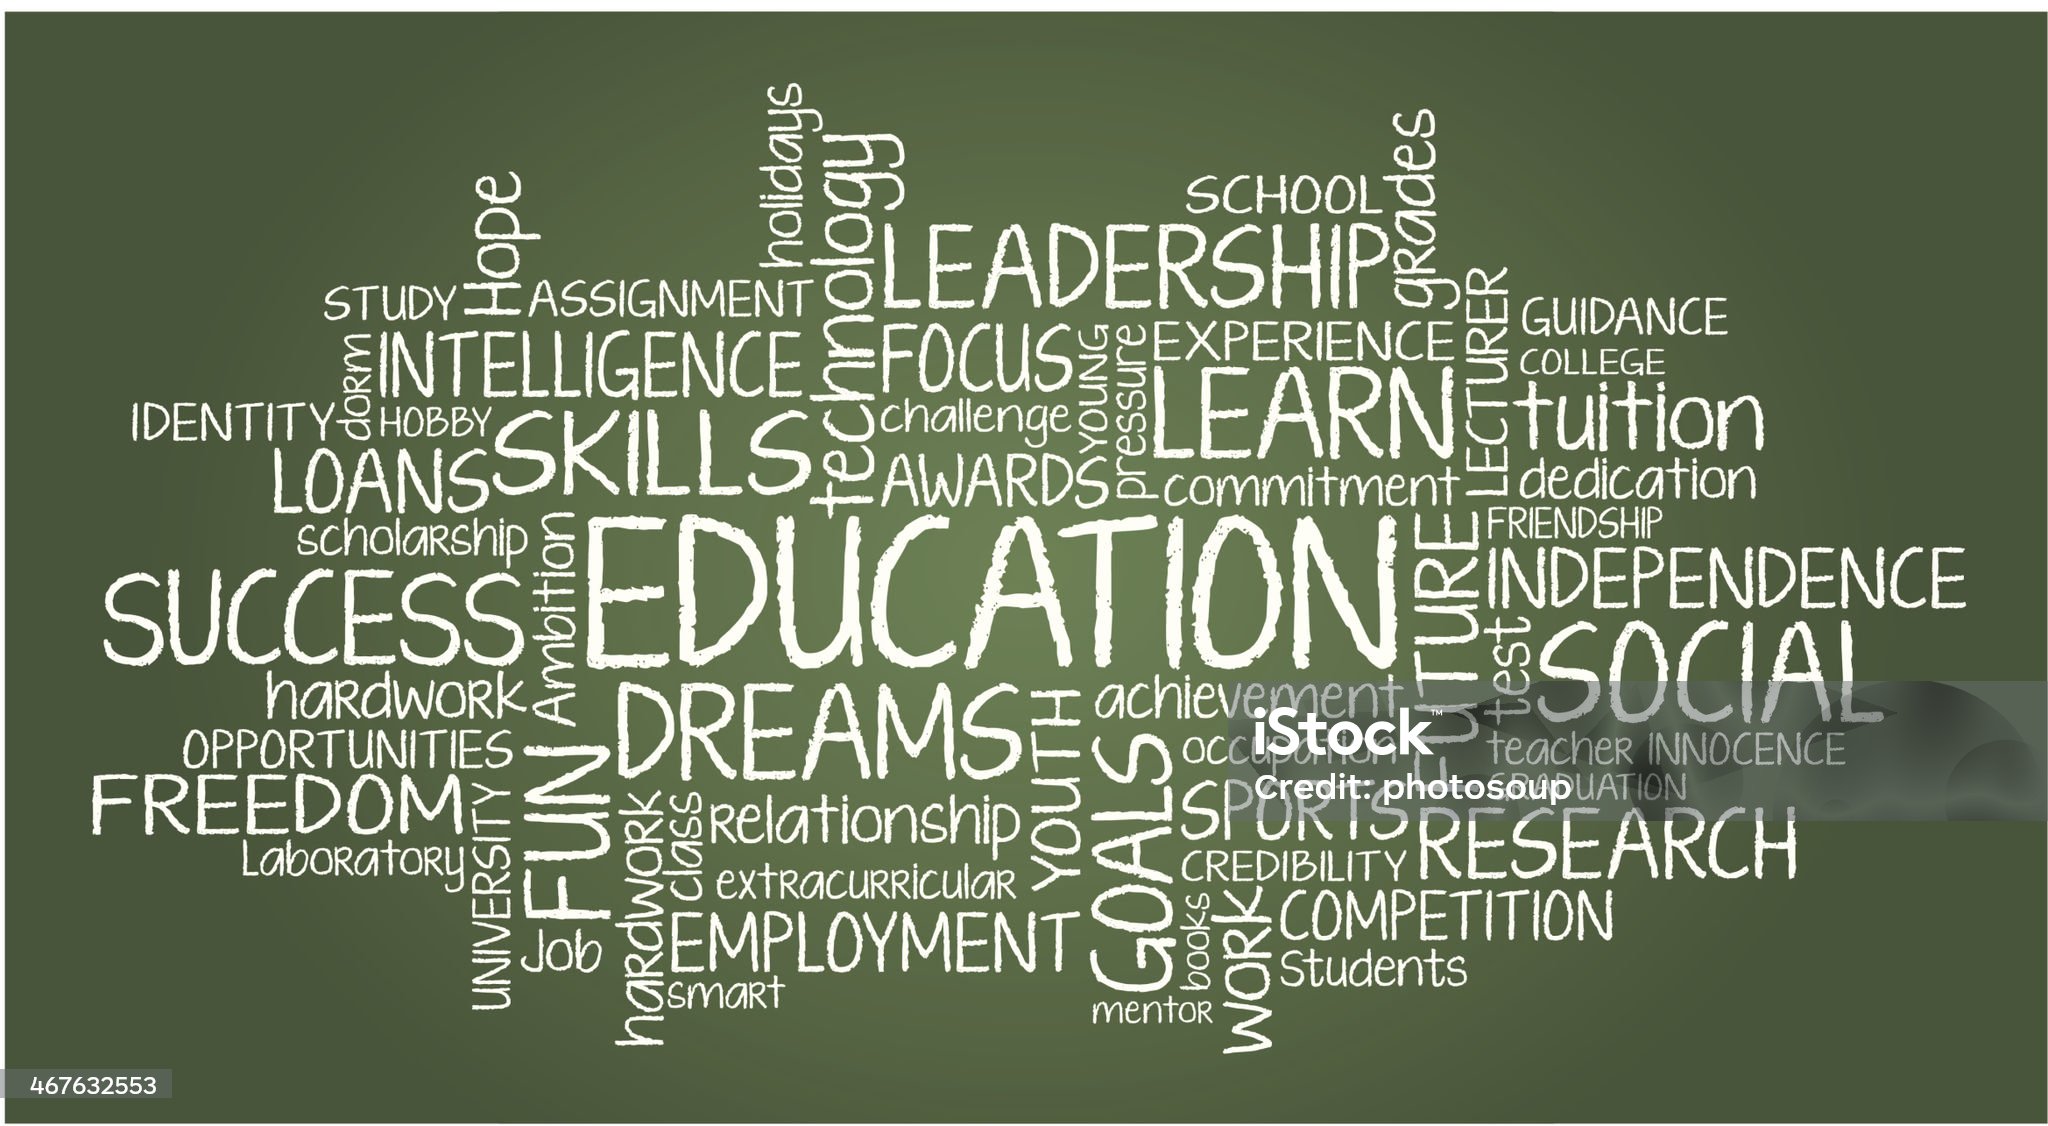 holidays
technology
grades
Hope
SCHOOL
LEADERSHIP
STUDY
ASSIGNMENT
LECTURER
GUIDANCE
dorm
INTELLIGENCE
FOCUS
YOUNG
pressure
EXPERIENCE
COLLEGE
IDENTITY
HOBBY
SKILLS
challenge
LEARN
tuition
LOANS
AWARDS
commitment
dedication
scholarship
Ambition
EDUCATION
FUTURE
FRIENDSHIP
INDEPENDENCE
SUCCESS
test
SOCIAL
hardwork
DREAMS
YOUTH
achievement
OPPORTUNITIES
FUN
GOALS
occupation
teacher
INNOCENCE
FREEDOM
UNIVERSITY
hardwork
class
relationship
SPORTS
GRADUATION
RESEARCH
Laboratory
extracurricular
CREDIBILITY
Job
EMPLOYMENT
books
WORK
COMPETITION
smart
mentor
Students
iStock™
Credit: photosoup
467632553